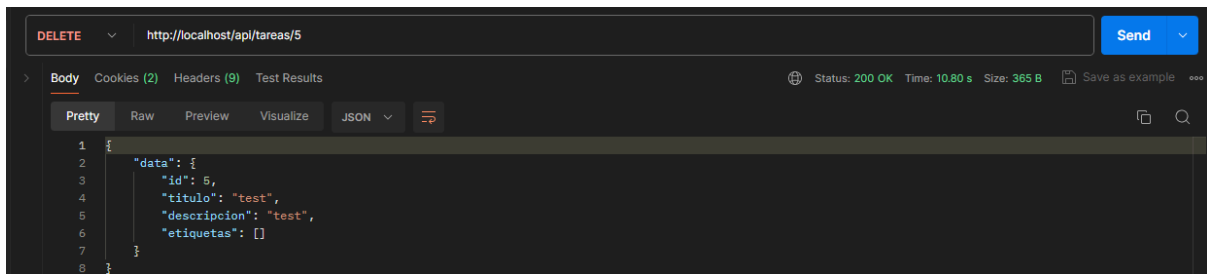 DELETE http://localhost/api/tareas/5 Send
Body Cookies (2) Headers (9) Test Results Status: 200 OK Time: 10.80 s Size: 365 B Save as example
Pretty Raw Preview Visualize JSON
1 {
2 "data": {
3 "id": 5,
4 "titulo": "test",
5 "descripcion": "test",
6 "etiquetas": []
7 }
8 }